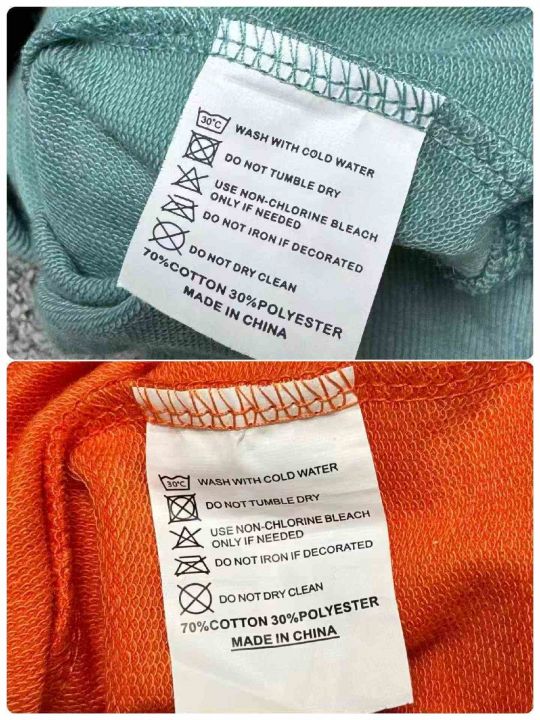 30°C WASH WITH COLD WATER
DO NOT TUMBLE DRY
USE NON-CHLORINE BLEACH
ONLY IF NEEDED
DO NOT IRON IF DECORATED
DO NOT DRY CLEAN
70%COTTON 30%POLYESTER
MADE IN CHINA
30°C WASH WITH COLD WATER
DO NOT TUMBLE DRY
USE NON-CHLORINE BLEACH
ONLY IF NEEDED
DO NOT IRON IF DECORATED
DO NOT DRY CLEAN
70%COTTON 30%POLYESTER
MADE IN CHINA